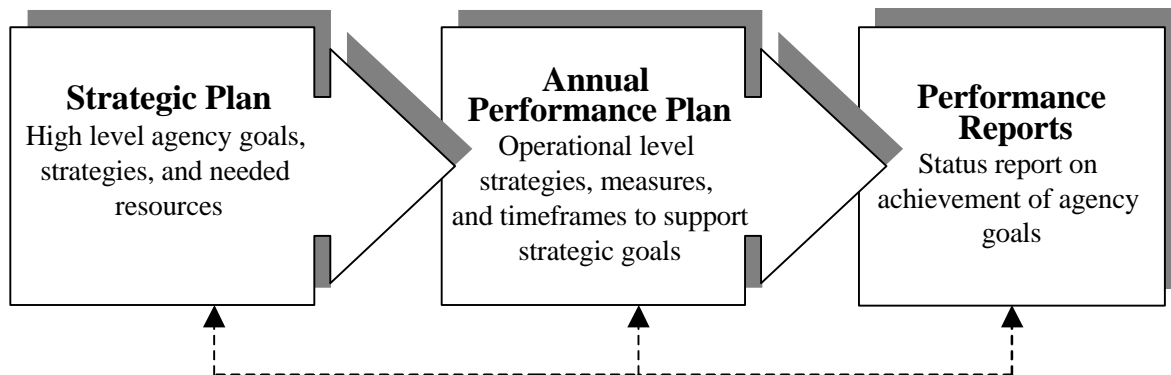 Strategic Plan
High level agency goals,
strategies, and needed
resources
Annual
Performance Plan
Operational level
strategies, measures,
and timeframes to support
strategic goals
Performance
Reports
Status report on
achievement of agency
goals